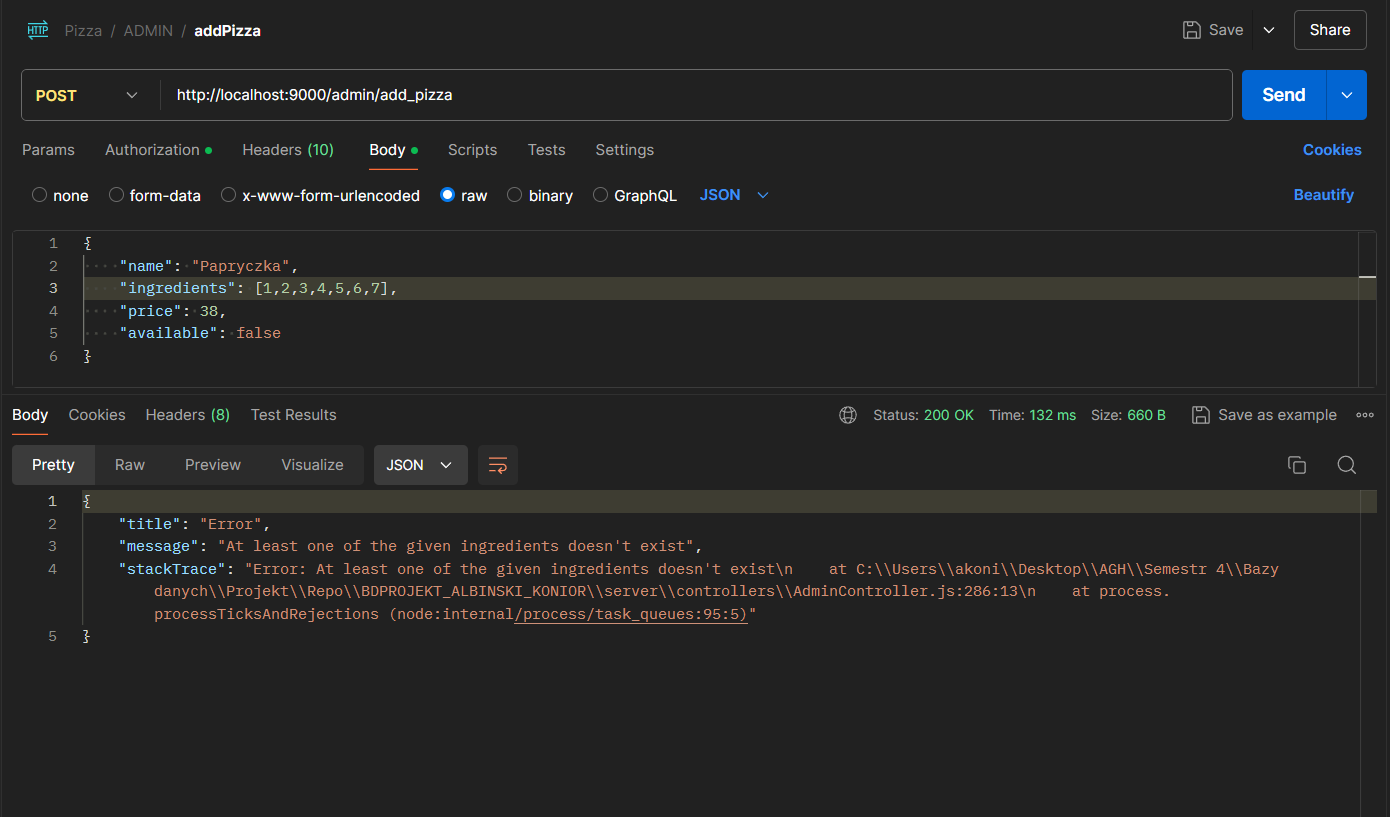 HTTP Pizza / ADMIN / addPizza Save Share
POST http://localhost:9000/admin/add_pizza Send
Params Authorization Headers (10) Body Scripts Tests Settings Cookies
none form-data x-www-form-urlencoded raw binary GraphQL JSON Beautify
1 {
2 "name": "Papryczka",
3 "ingredients": [1,2,3,4,5,6,7],
4 "price": 38,
5 "available": false
6 }
Body Cookies Headers (8) Test Results Status: 200 OK Time: 132 ms Size: 660 B Save as example
Pretty Raw Preview Visualize JSON
1 {
2 "title": "Error",
3 "message": "At least one of the given ingredients doesn't exist",
4 "stackTrace": "Error: At least one of the given ingredients doesn't exist\n    at C:\\Users\\akoni\\Desktop\\AGH\\Semestr 4\\Bazy
danych\\Projekt\\Repo\\BDPROJEKT_ALBINSKI_KONIOR\\server\\controllers\\AdminController.js:286:13\n    at process.
processTicksAndRejections (node:internal/process/task_queues:95:5)"
5 }